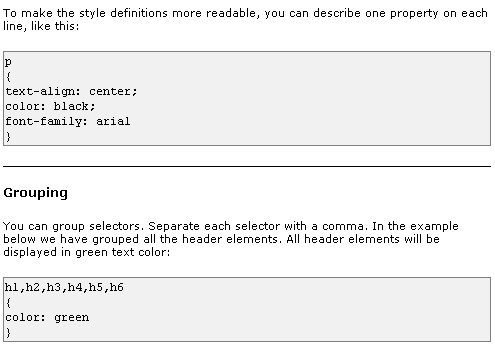 To make the style definitions more readable, you can describe one property on each
line, like this:
p
{
text-align: center;
color: black;
font-family: arial
}
Grouping
You can group selectors. Separate each selector with a comma. In the example
below we have grouped all the header elements. All header elements will be
displayed in green text color:
h1,h2,h3,h4,h5,h6
{
color: green
}